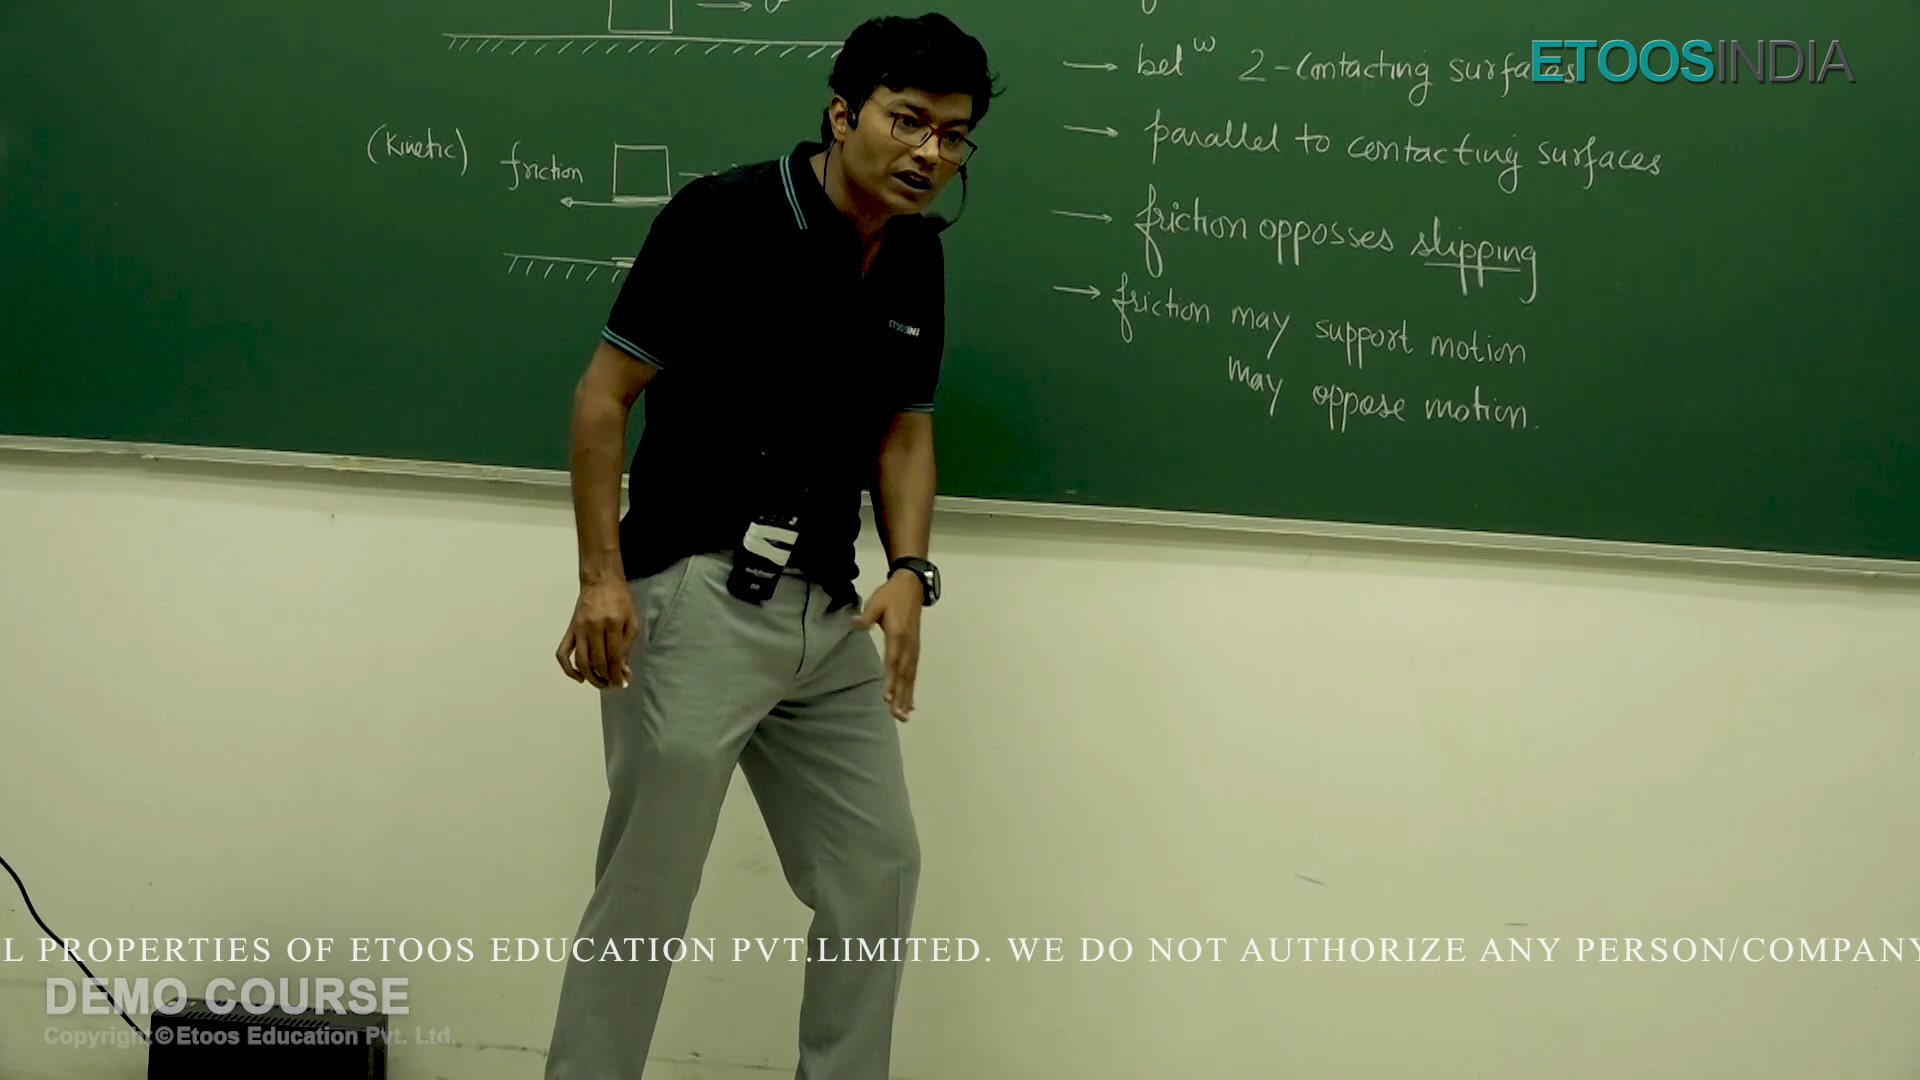 v
ETOOSINDIA
→ betʷ 2-contacting surfaces
(kinetic) friction
→ parallel to contacting surfaces
→ friction opposses slipping
→ friction may support motion
may oppose motion.
ETOOSINDIA
L PROPERTIES OF ETOOS EDUCATION PVT.LIMITED. WE DO NOT AUTHORIZE ANY PERSON/COMPANY
DEMO COURSE
Copyright©Etoos Education Pvt. Ltd.